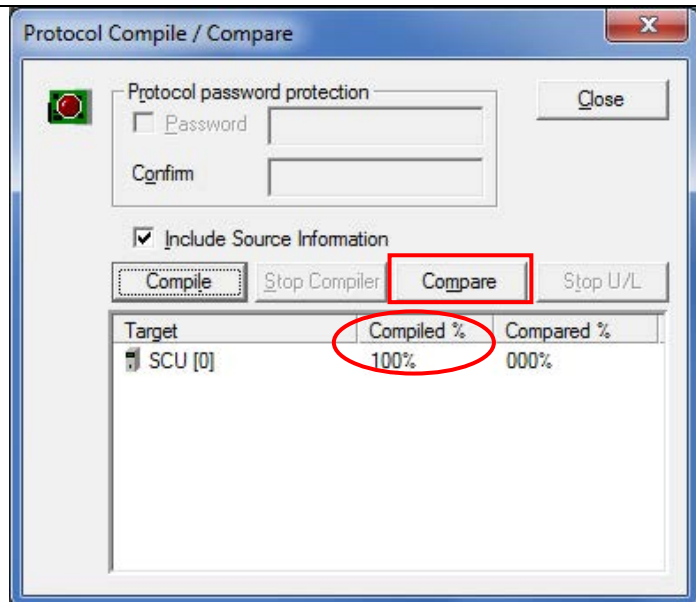 Protocol Compile / Compare
Protocol password protection
Close
Password
Confirm
Include Source Information
Compile Stop Compiler Compare Stop U/L
Target Compiled % Compared %
SCU [0] 100% 000%